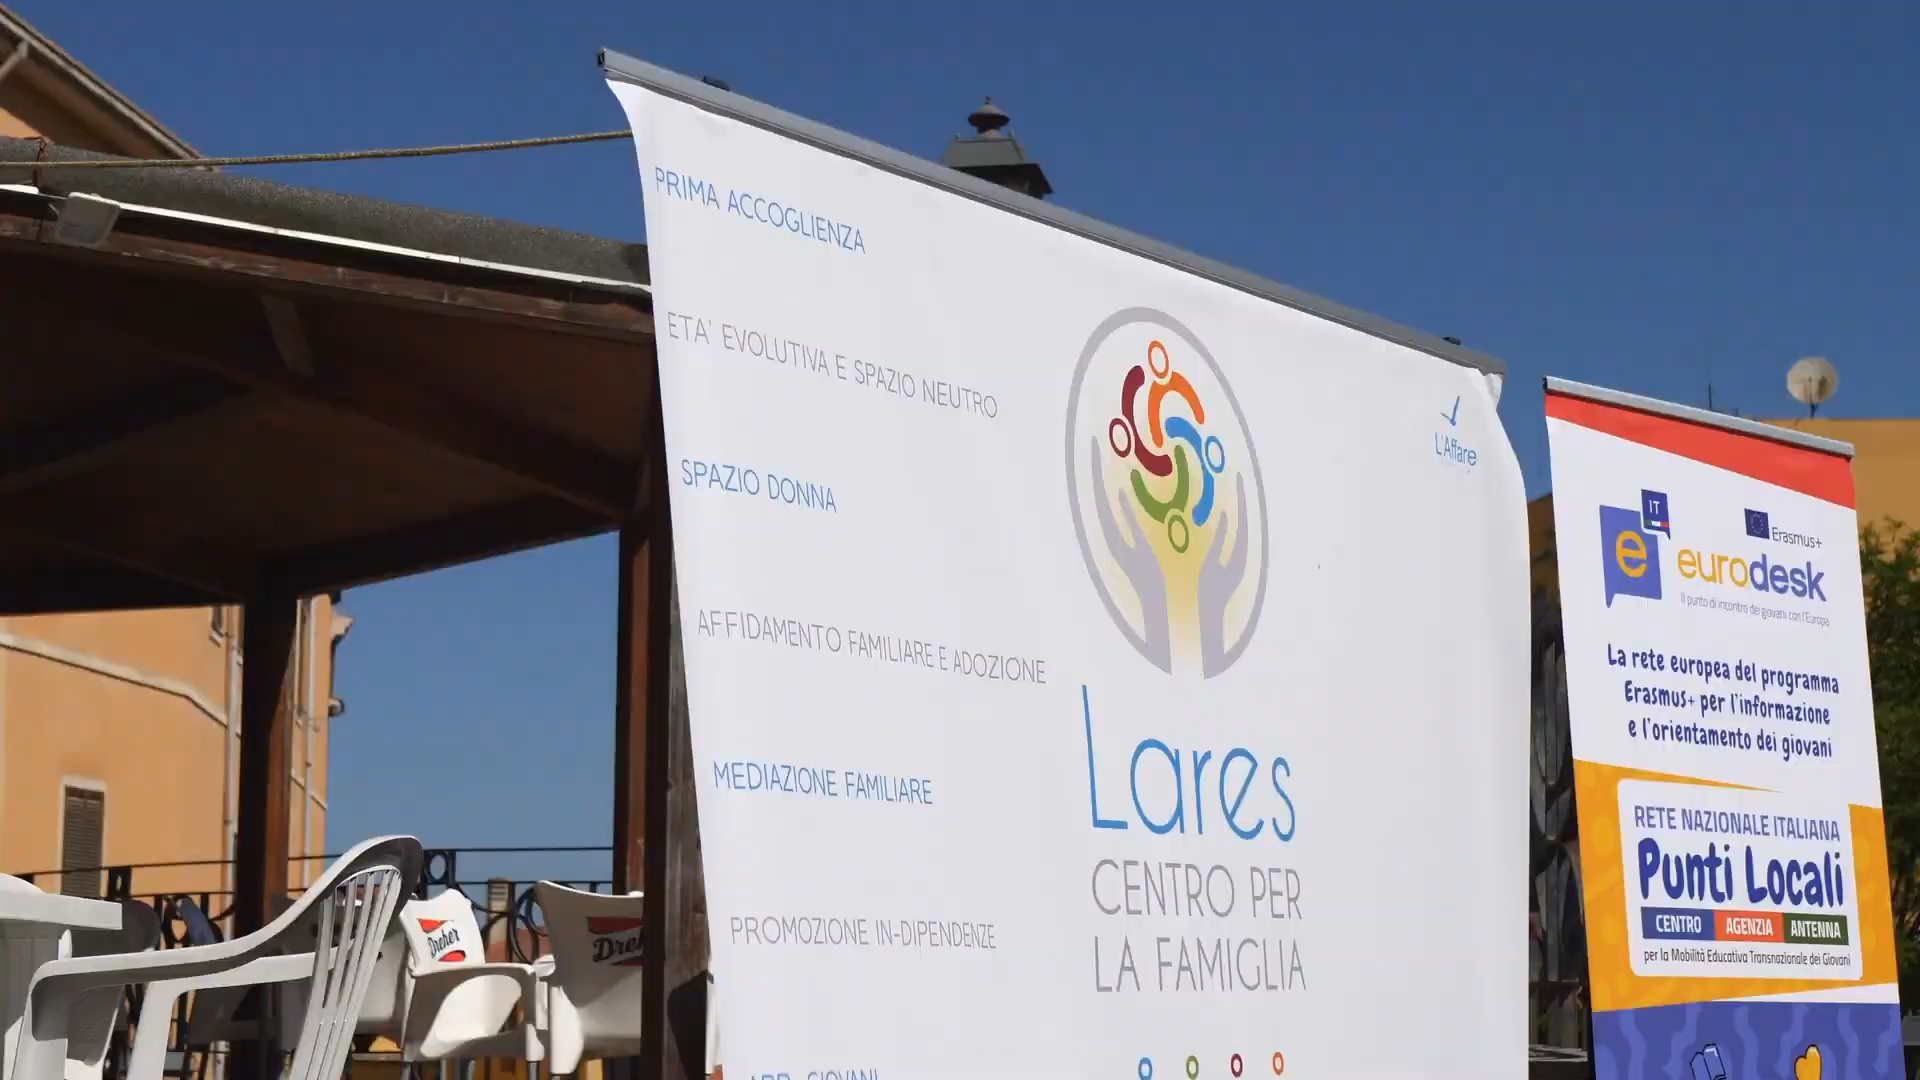 PRIMA ACCOGLIENZA
ETA' EVOLUTIVA E SPAZIO NEUTRO
SPAZIO DONNA
AFFIDAMENTO FAMILIARE E ADOZIONE
MEDIAZIONE FAMILIARE
PROMOZIONE IN-DIPENDENZE
GIOVANI
L'Affare
Lares
CENTRO PER
LA FAMIGLIA
IT
e
Erasmus+
eurodesk
Il punto di incontro dei giovani con l'Europa
La rete europea del programma
Erasmus+ per l'informazione
e l'orientamento dei giovani
RETE NAZIONALE ITALIANA
Punti Locali
CENTRO AGENZIA ANTENNA
per la Mobilità Educativa Transnazionale dei Giovani
Dreher